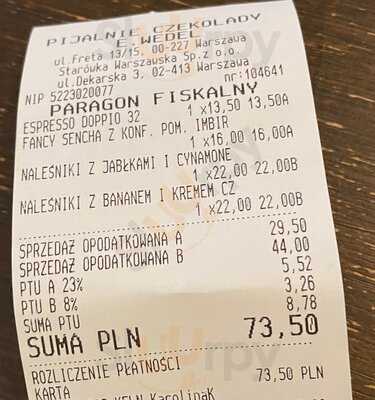 PIJALNIE CZEKOLADY
E. WEDEL
ul.Freta 13/15, 00-227 Warszawa
Starówka Warszawska Sp.z o.o.
ul.Dekarska 3, 02-413 Warszawa
NIP 5223020077 nr:104641
PARAGON FISKALNY
ESPRESSO DOPPIO 32 1 x13,50 13,50A
FANCY SENCHA Z KONF. POM. IMBIR
1 x16,00 16,00A
NALEŚNIKI Z JABŁKAMI I CYNAMONE
1 x22,00 22,00B
NALEŚNIKI Z BANANEM I KREMEM CZ
1 x22,00 22,00B
SPRZEDAŻ OPODATKOWANA A 29,50
SPRZEDAŻ OPODATKOWANA B 44,00
PTU A 23% 5,52
PTU B 8% 3,26
SUMA PTU 8,78
SUMA PLN 73,50
ROZLICZENIE PŁATNOŚCI
KARTA 73,50 PLN
KarolinaK